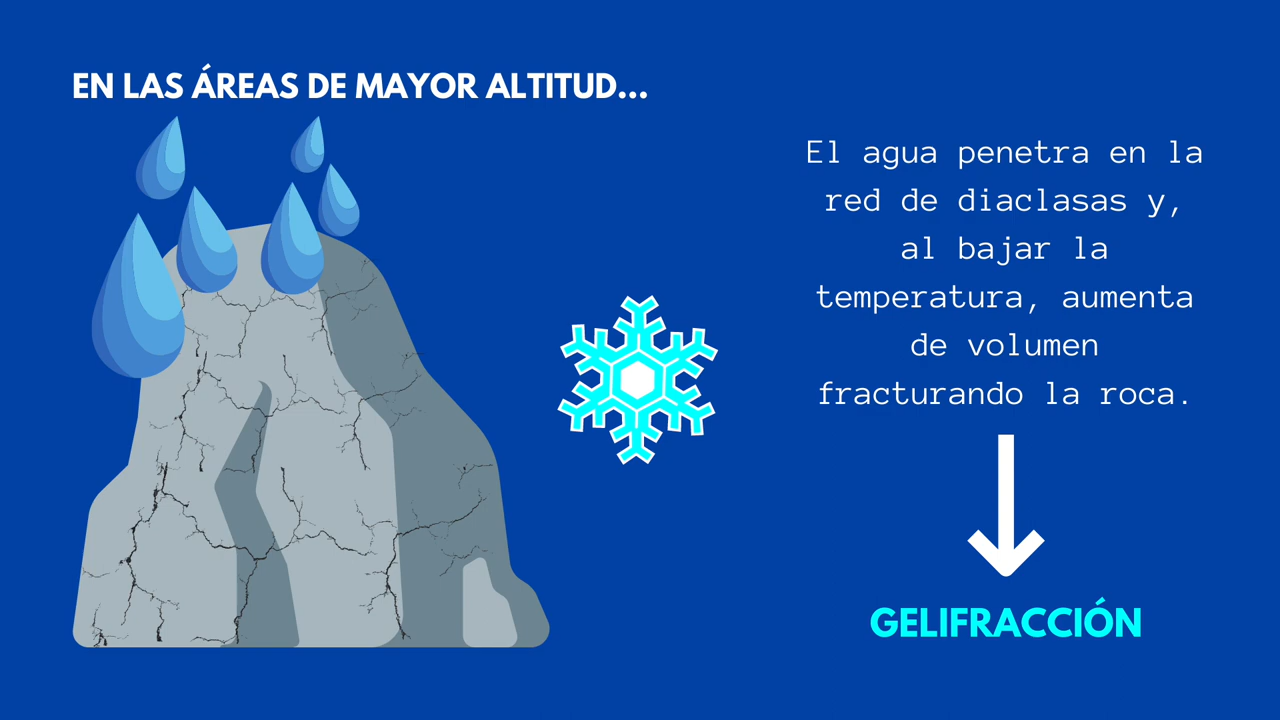 EN LAS ÁREAS DE MAYOR ALTITUD...
El agua penetra en la
red de diaclasas y,
al bajar la
temperatura, aumenta
de volumen
fracturando la roca.
GELIFRACCIÓN